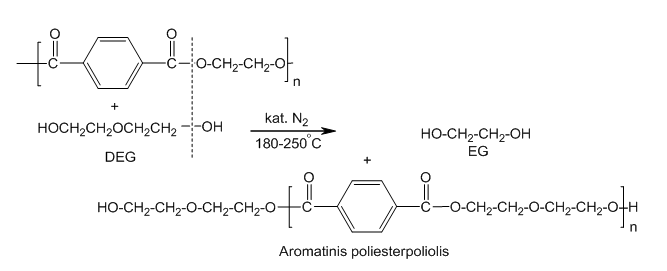 O O
C C O-CH2-CH2-O n
+
HOCH2CH2OCH2CH2 OH
DEG
kat. N2
180-250°C
HO-CH2-CH2-OH
EG
+
O O
HO-CH2-CH2-O-CH2-CH2-O C C-O-CH2-CH2-O-CH2-CH2-O H
n
Aromatinis poliesterpoliolis